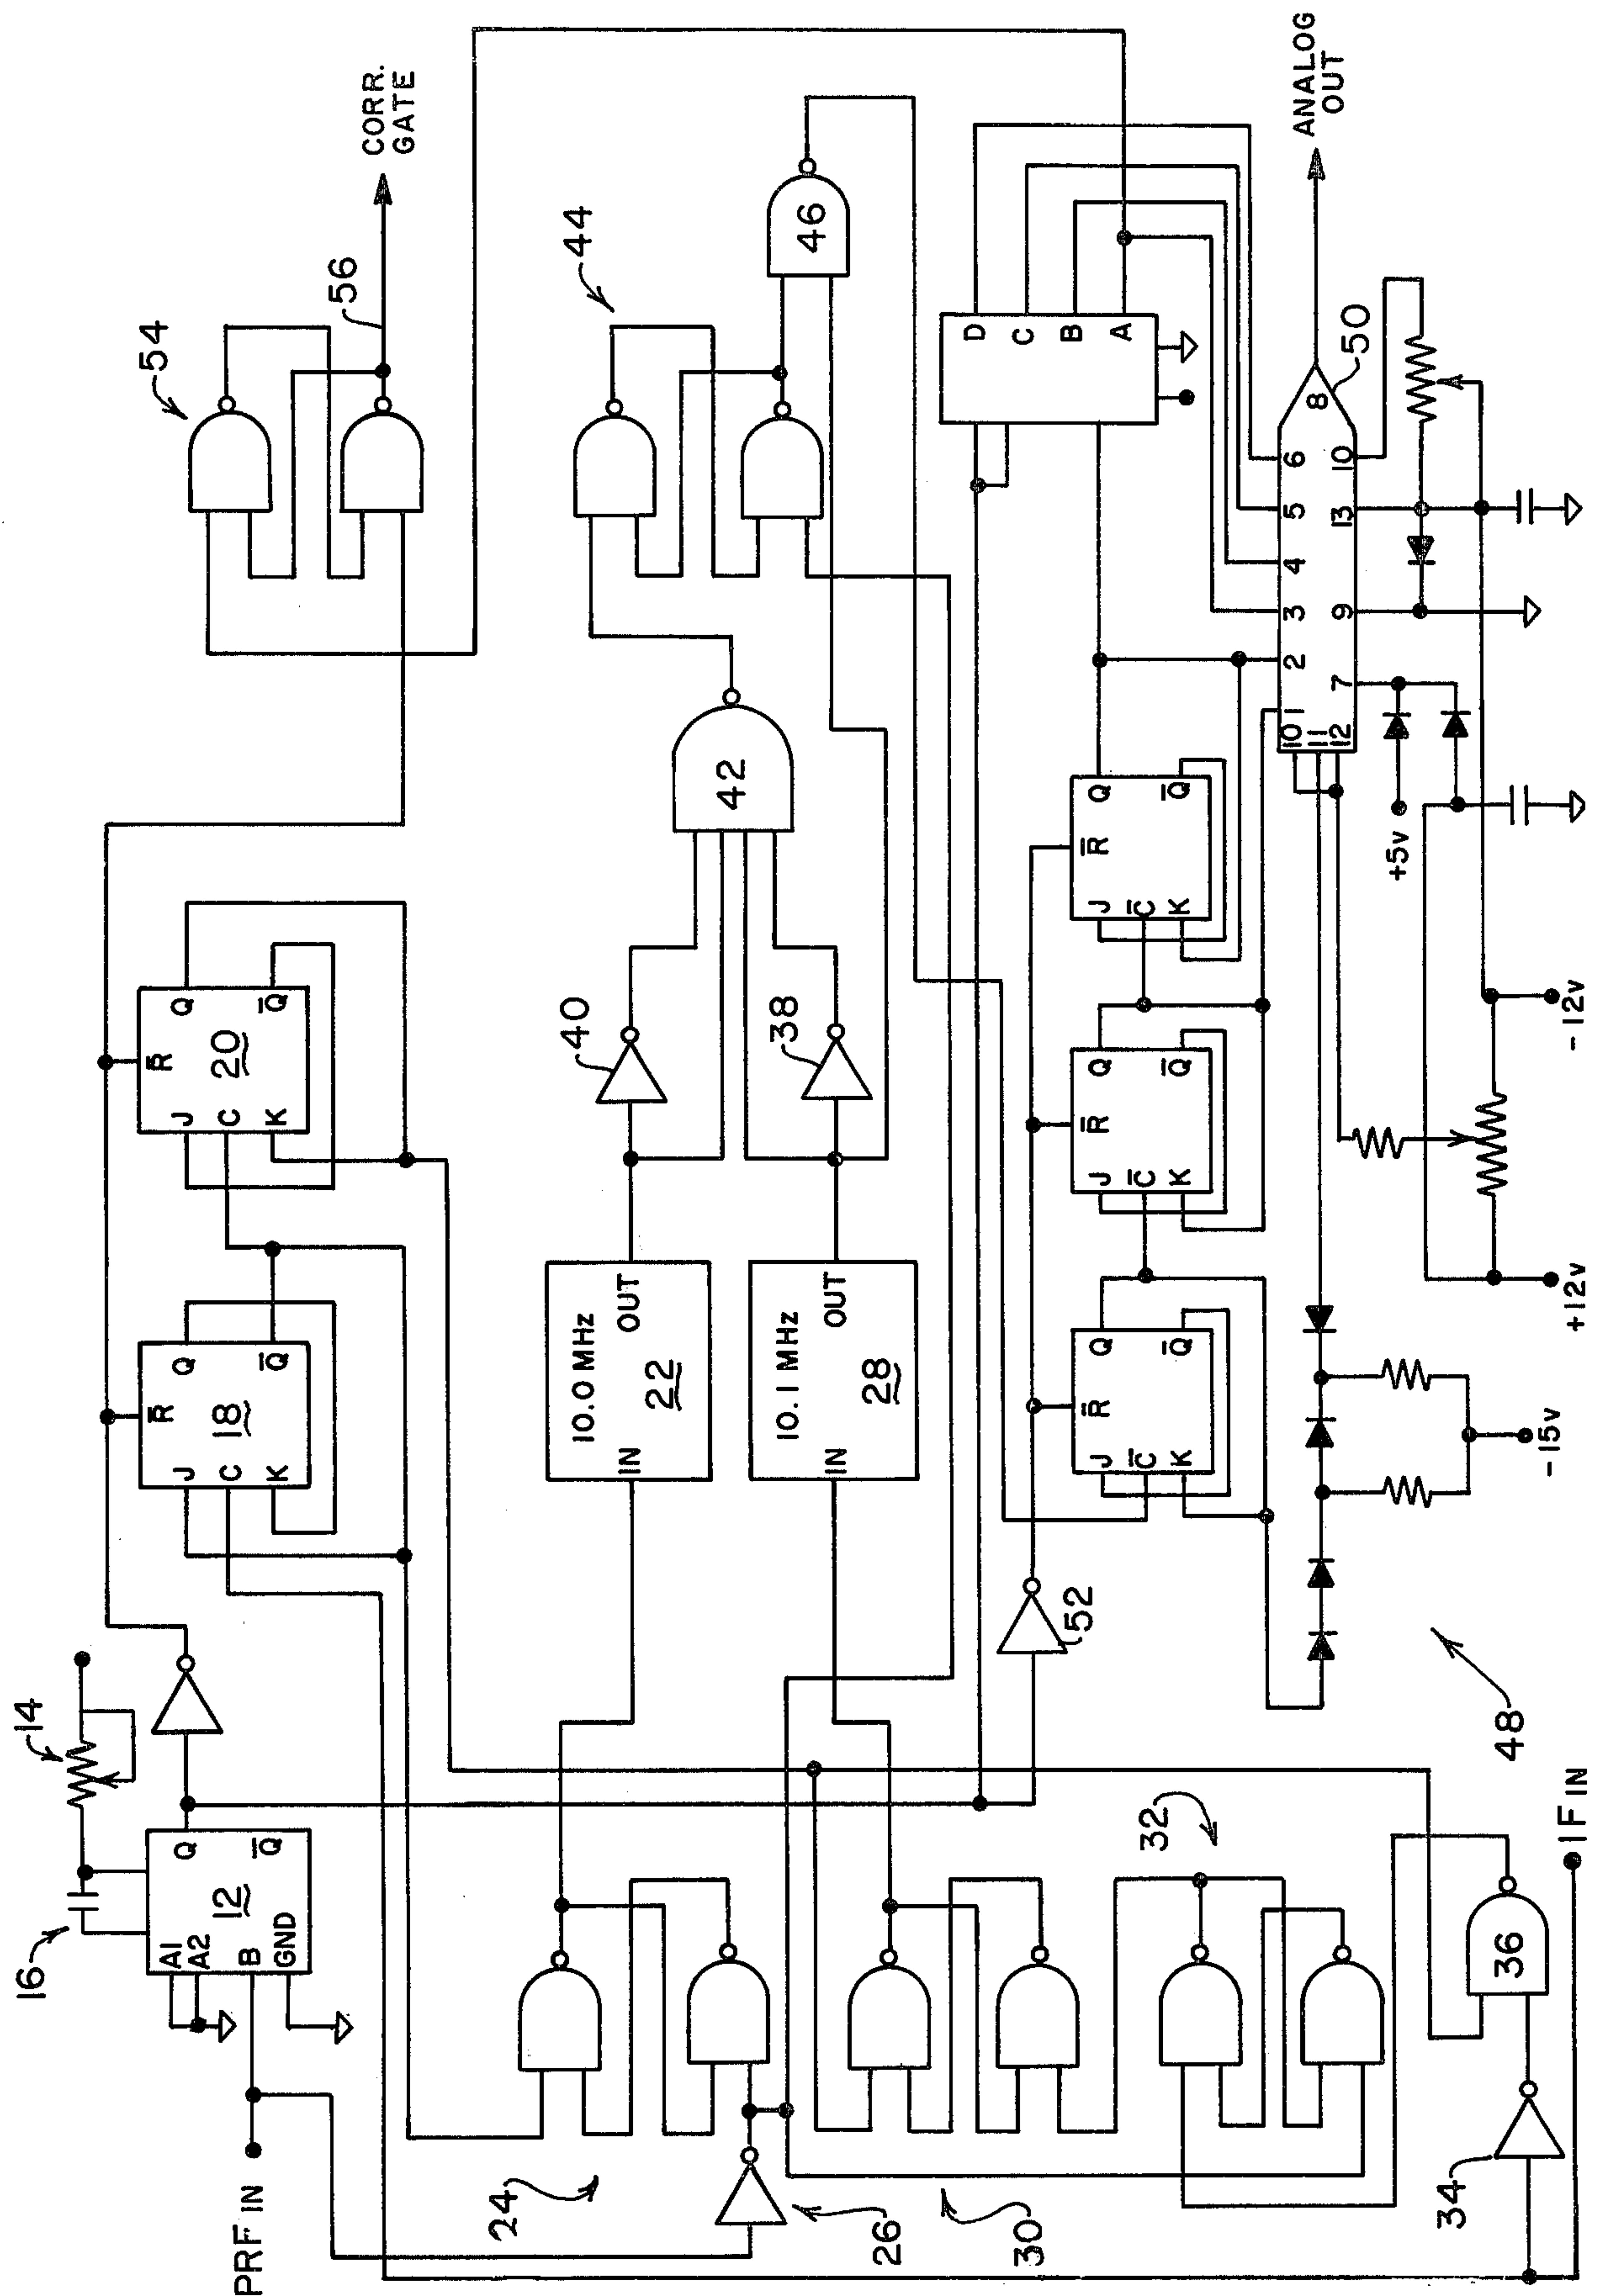 54
CORR.
GATE
56
44
46
42
D
C
B
A
ANALOG
OUT
50
8
6
5
4
3
2
1
10
13
9
7
10
11
12
+5v
-12v
+12v
-15v
Q
R̅
20
Q̅
J
C
K
Q
R̅
18
Q̅
J
C
K
40
38
10.0 MHz
OUT
22
IN
10.1 MHz
OUT
28
IN
Q
R̅
Q̅
J
C̅
K
Q
R̅
Q̅
J
C̅
K
Q
R̅
Q̅
J
C̅
K
52
48
14
16
Q
Q̅
12
A1
A2
B
GND
PRF IN
24
26
30
32
34
36
IF IN